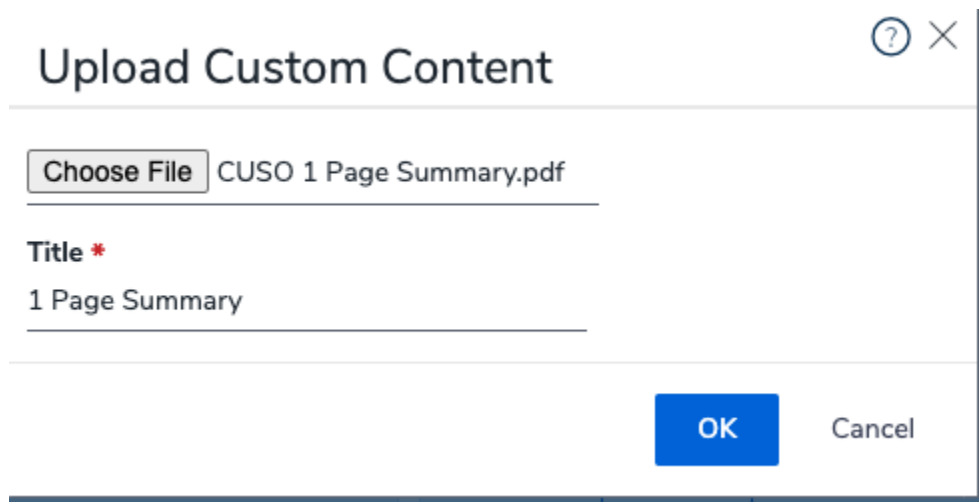 Upload Custom Content
?
Choose File CUSO 1 Page Summary.pdf
Title *
1 Page Summary
OK Cancel